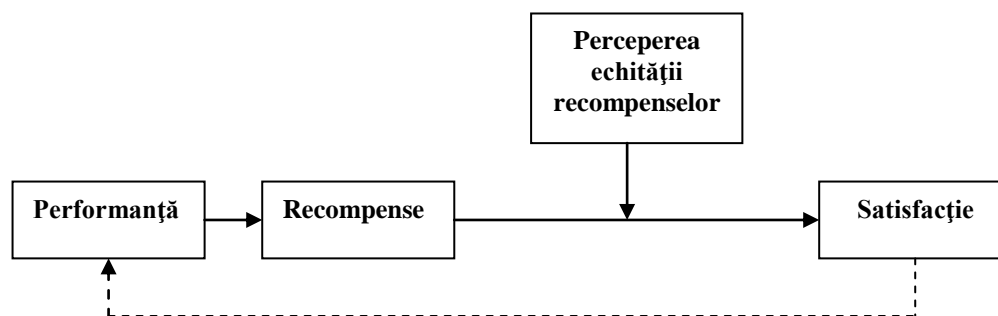 Perceperea
echităţii
recompenselor
Performanţă
Recompense
Satisfacţie